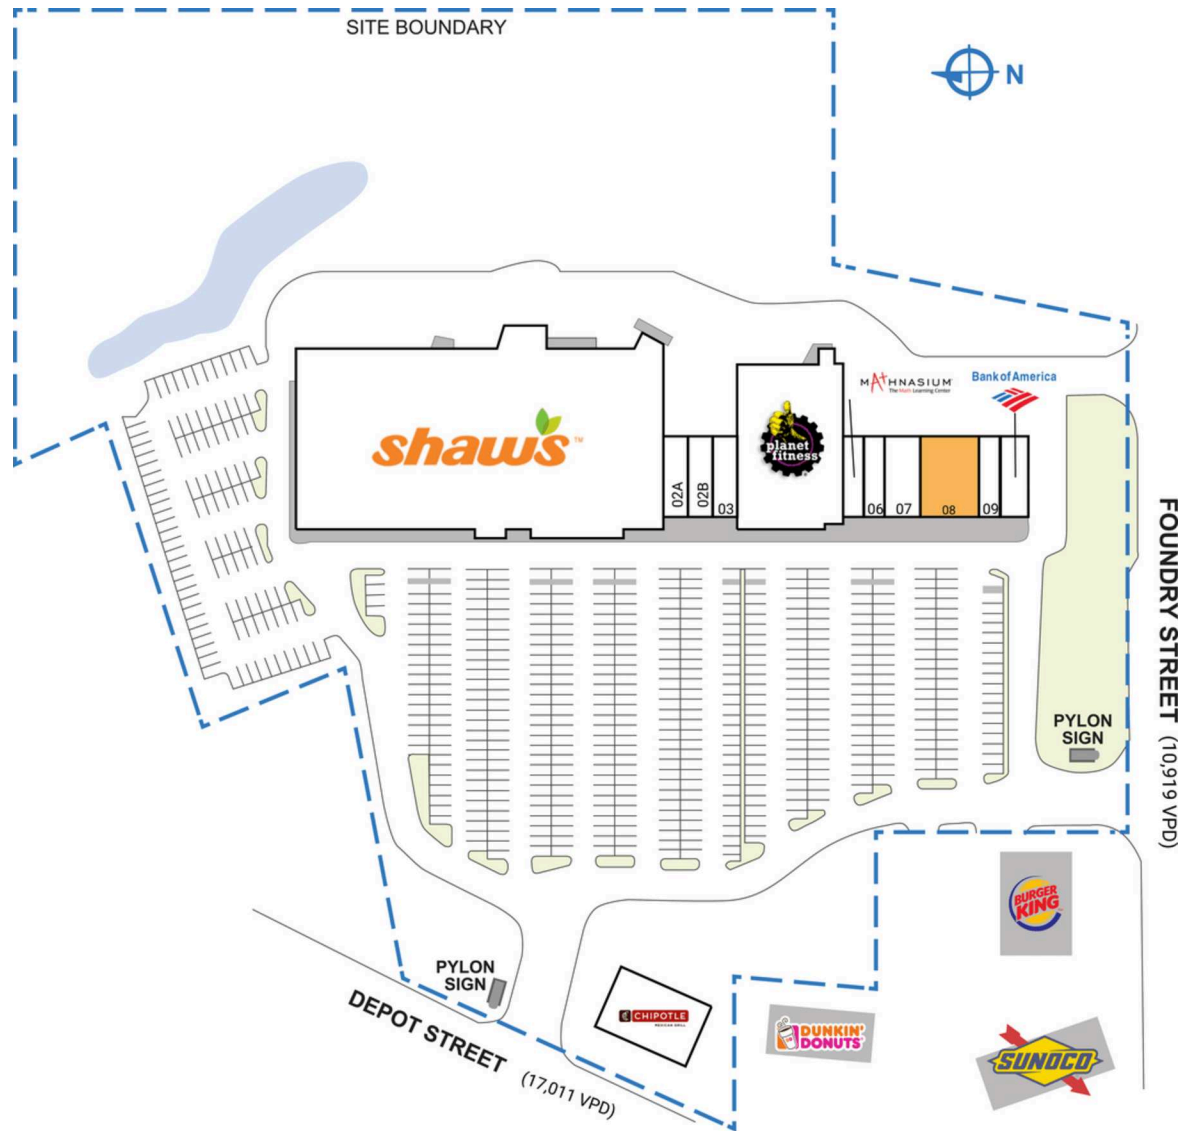 SITE BOUNDARY
N
MATHNASIUM
The Math Learning Center
Bank of America
shaw's™
planet
fitness
02A
02B
03
06
07
08
09
FOUNDRY STREET (10,919 VPD)
PYLON
SIGN
BURGER
KING
PYLON
SIGN
DEPOT STREET (17,011 VPD)
CHIPOTLE
MEXICAN GRILL
DUNKIN'
DONUTS
SUNOCO